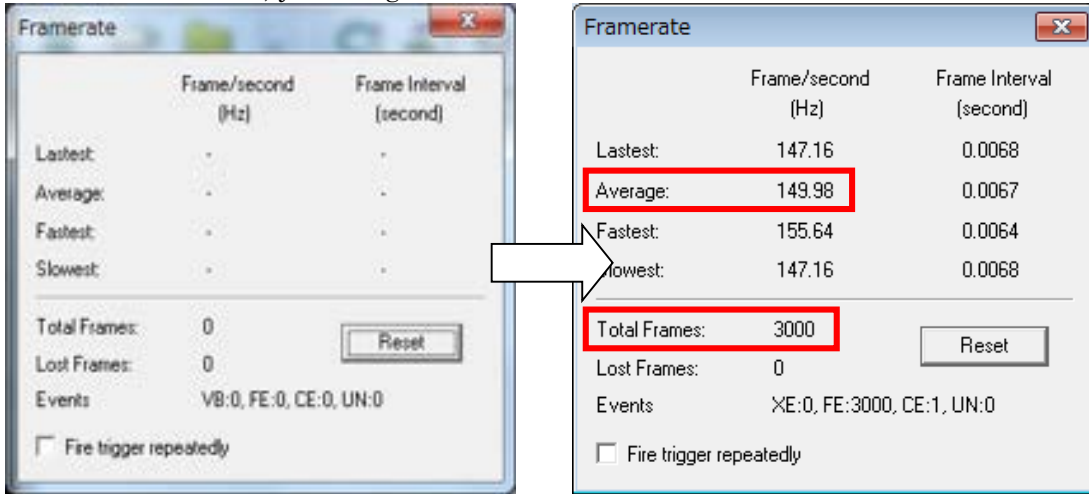 Framerate
Frame/second Frame Interval
(Hz) (second)
Lastest: - -
Average: - -
Fastest: - -
Slowest: - -
Total Frames: 0
Reset
Lost Frames: 0
Events VB:0, FE:0, CE:0, UN:0
Fire trigger repeatedly
Framerate
Frame/second Frame Interval
(Hz) (second)
Lastest: 147.16 0.0068
Average: 149.98 0.0067
Fastest: 155.64 0.0064
Slowest: 147.16 0.0068
Total Frames: 3000
Reset
Lost Frames: 0
Events XE:0, FE:3000, CE:1, UN:0
Fire trigger repeatedly